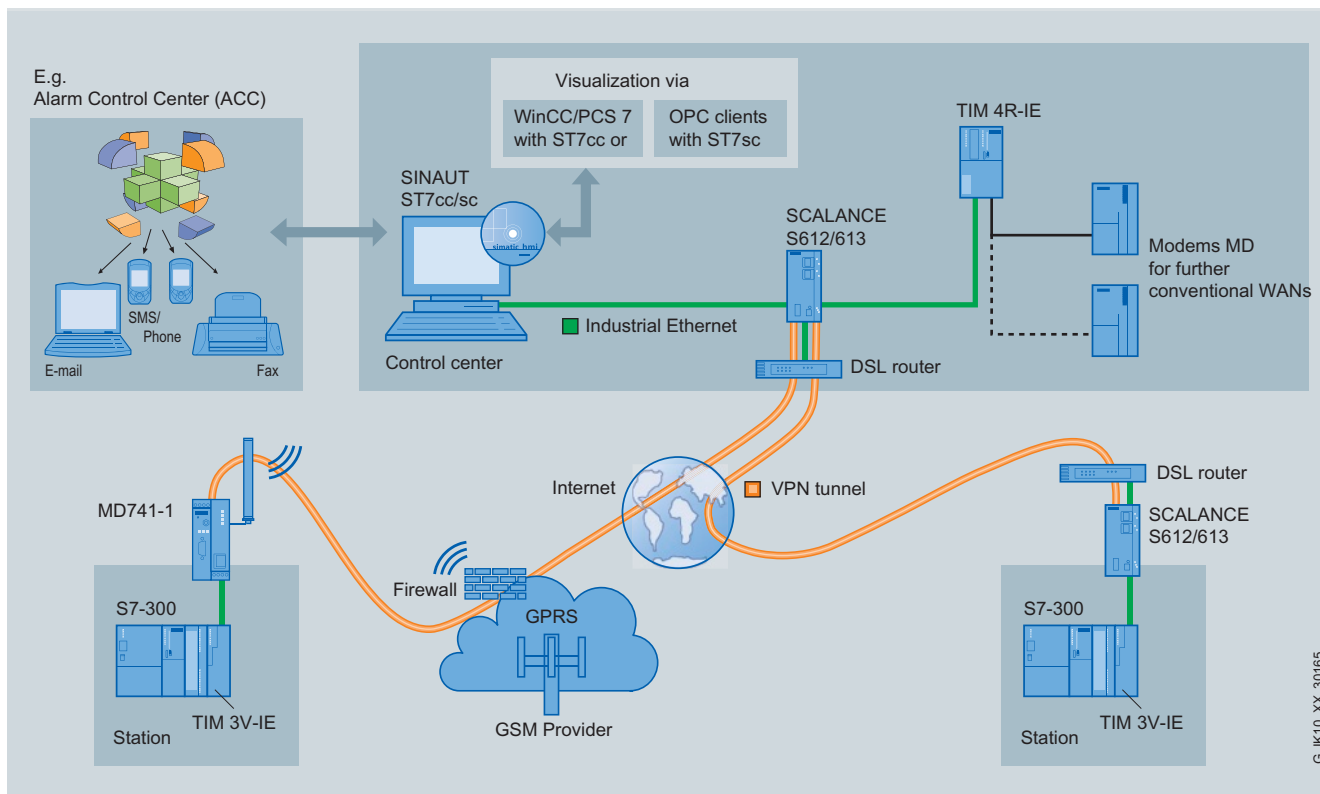 E.g.
Alarm Control Center (ACC)
SMS/
Phone
E-mail
Fax
Visualization via
WinCC/PCS 7
with ST7cc or
OPC clients
with ST7sc
SINAUT
ST7cc/sc
simatic hmi
Control center
Industrial Ethernet
SCALANCE
S612/613
DSL router
TIM 4R-IE
Modems MD
for further
conventional WANs
MD741-1
S7-300
TIM 3V-IE
Station
Internet
VPN tunnel
Firewall
GPRS
GSM Provider
DSL router
SCALANCE
S612/613
S7-300
TIM 3V-IE
Station
G_IK10_XX_30165